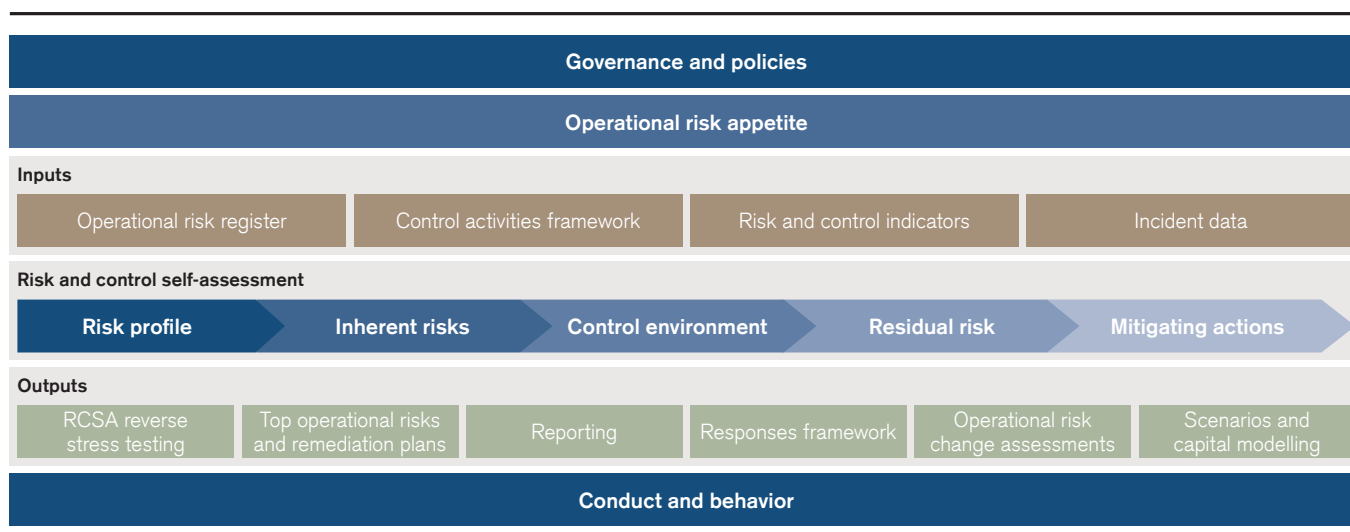 Governance and policies
Operational risk appetite
Inputs
Operational risk register
Control activities framework
Risk and control indicators
Incident data
Risk and control self-assessment
Risk profile
Inherent risks
Control environment
Residual risk
Mitigating actions
Outputs
RCSA reverse
stress testing
Top operational risks
and remediation plans
Reporting
Responses framework
Operational risk
change assessments
Scenarios and
capital modelling
Conduct and behavior